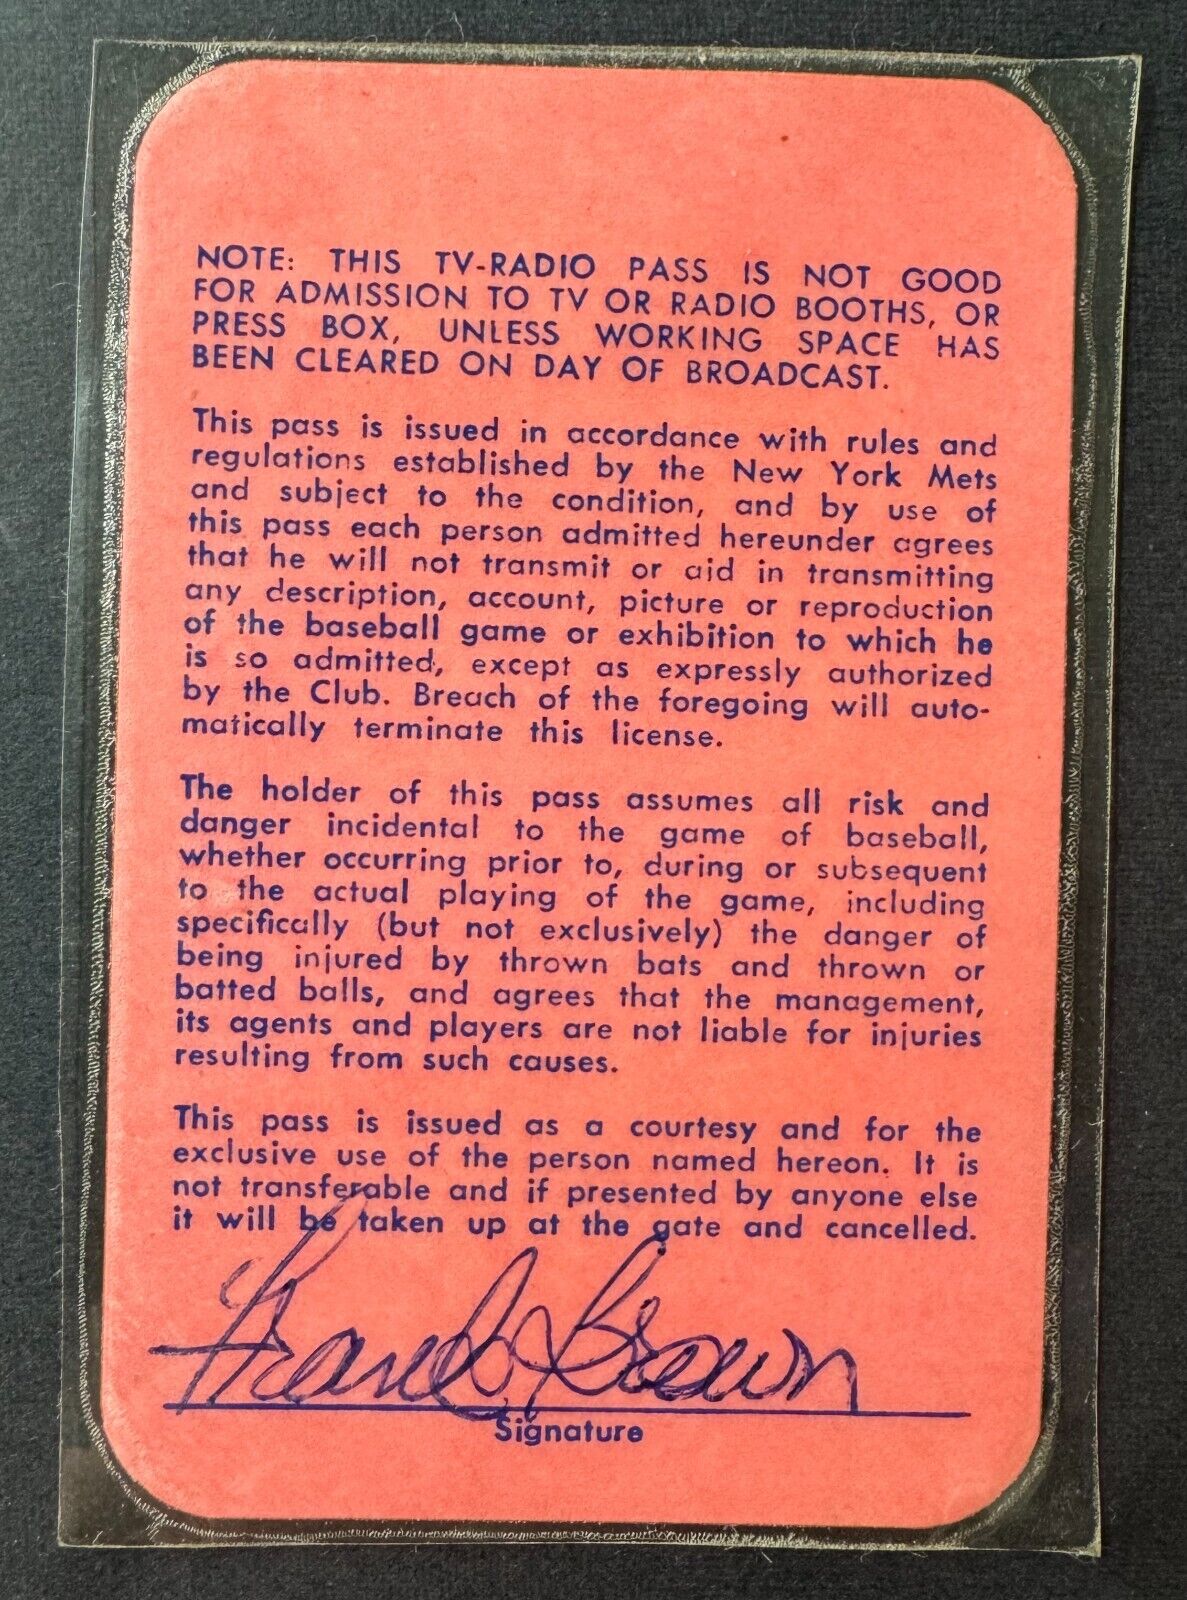 NOTE: THIS TV-RADIO PASS IS NOT GOOD
FOR ADMISSION TO TV OR RADIO BOOTHS, OR
PRESS BOX, UNLESS WORKING SPACE HAS
BEEN CLEARED ON DAY OF BROADCAST.
This pass is issued in accordance with rules and
regulations established by the New York Mets
and subject to the condition, and by use of
this pass each person admitted hereunder agrees
that he will not transmit or aid in transmitting
any description, account, picture or reproduction
of the baseball game or exhibition to which he
is so admitted, except as expressly authorized
by the Club. Breach of the foregoing will auto-
matically terminate this license.
The holder of this pass assumes all risk and
danger incidental to the game of baseball,
whether occurring prior to, during or subsequent
to the actual playing of the game, including
specifically (but not exclusively) the danger of
being injured by thrown bats and thrown or
batted balls, and agrees that the management,
its agents and players are not liable for injuries
resulting from such causes.
This pass is issued as a courtesy and for the
exclusive use of the person named hereon. It is
not transferable and if presented by anyone else
it will be taken up at the gate and cancelled.
Brown
Signature